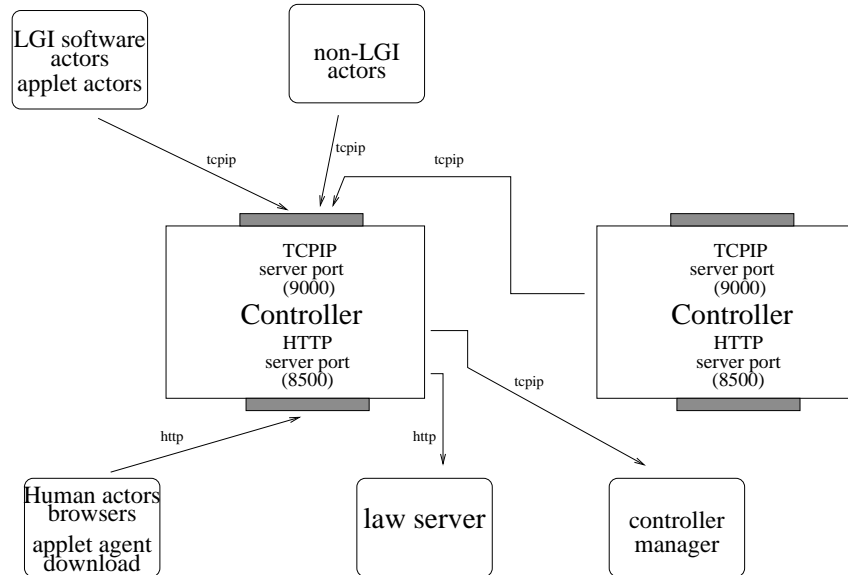 LGI software
actors
applet actors
non-LGI
actors
tcpip
tcpip
tcpip
TCPIP
server port
(9000)
Controller
HTTP
server port
(8500)
TCPIP
server port
(9000)
Controller
HTTP
server port
(8500)
tcpip
http
http
Human actors
browsers
applet agent
download
law server
controller
manager